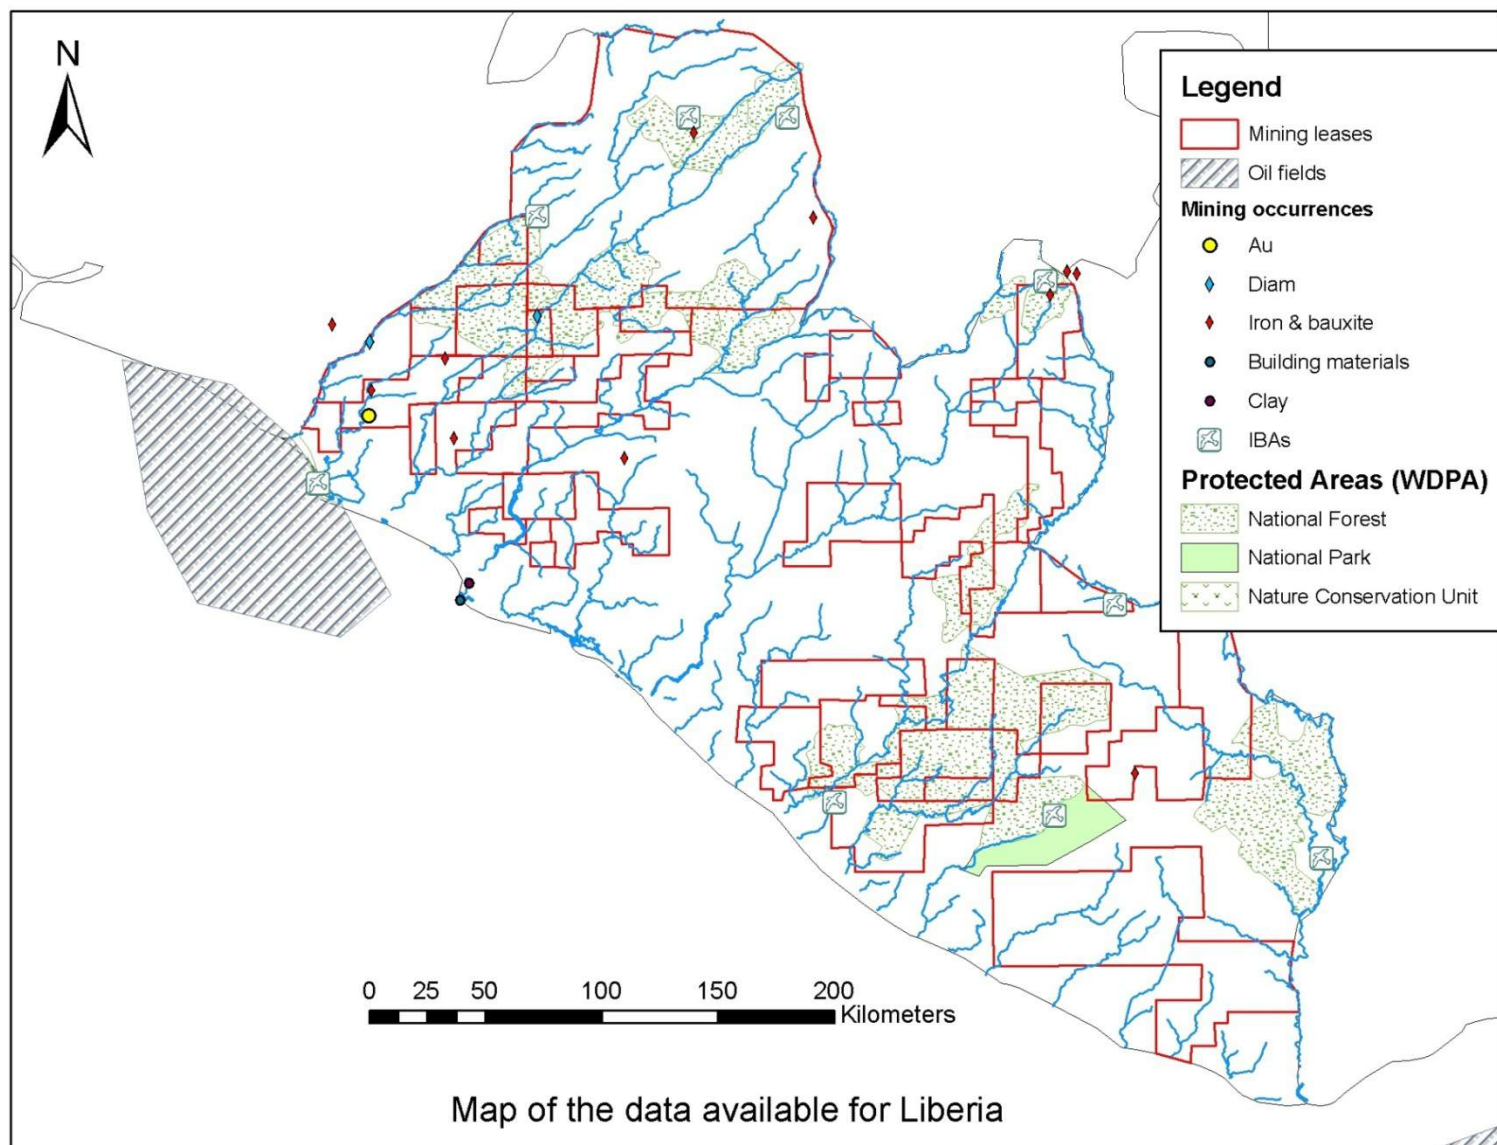 N
Legend
Mining leases
Oil fields
Mining occurrences
Au
Diam
Iron & bauxite
Building materials
Clay
IBAs
Protected Areas (WDPA)
National Forest
National Park
Nature Conservation Unit
0 25 50 100 150 200
Kilometers
Map of the data available for Liberia